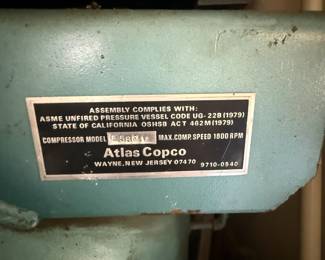 ASSEMBLY COMPLIES WITH:
ASME UNFIRED PRESSURE VESSEL CODE UG-22B (1979)
STATE OF CALIFORNIA OSHSB ACT 462M (1979)
COMPRESSOR MODEL MAX. COMP. SPEED 1800 RPM
Atlas Copco
WAYNE, NEW JERSEY 07470
9710-0540